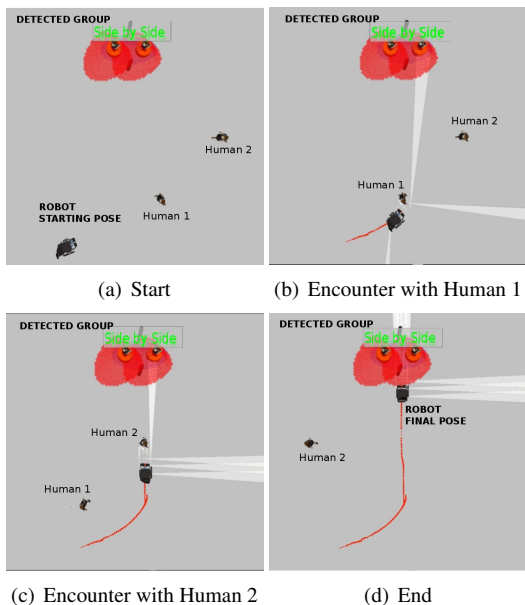 DETECTED GROUP
Side by Side
Human 2
Human 1
ROBOT
STARTING POSE
(a) Start
Side by Side
Human 2
Human 1
(b) Encounter with Human 1
DETECTED GROUP
Side by Side
Human 2
Human 1
(c) Encounter with Human 2
DETECTED GROUP
Side by Side
ROBOT
FINAL POSE
Human 2
(d) End